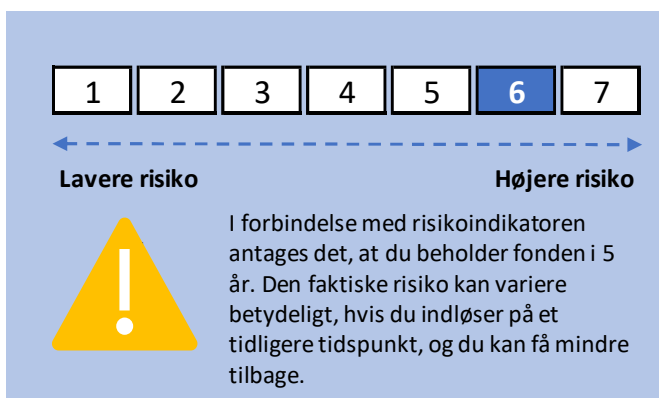 1 2 3 4 5 6 7
Lavere risiko Højere risiko
I forbindelse med risikoindikatoren
antages det, at du beholder fonden i 5
år. Den faktiske risiko kan variere
betydeligt, hvis du indløser på et
tidligere tidspunkt, og du kan få mindre
tilbage.